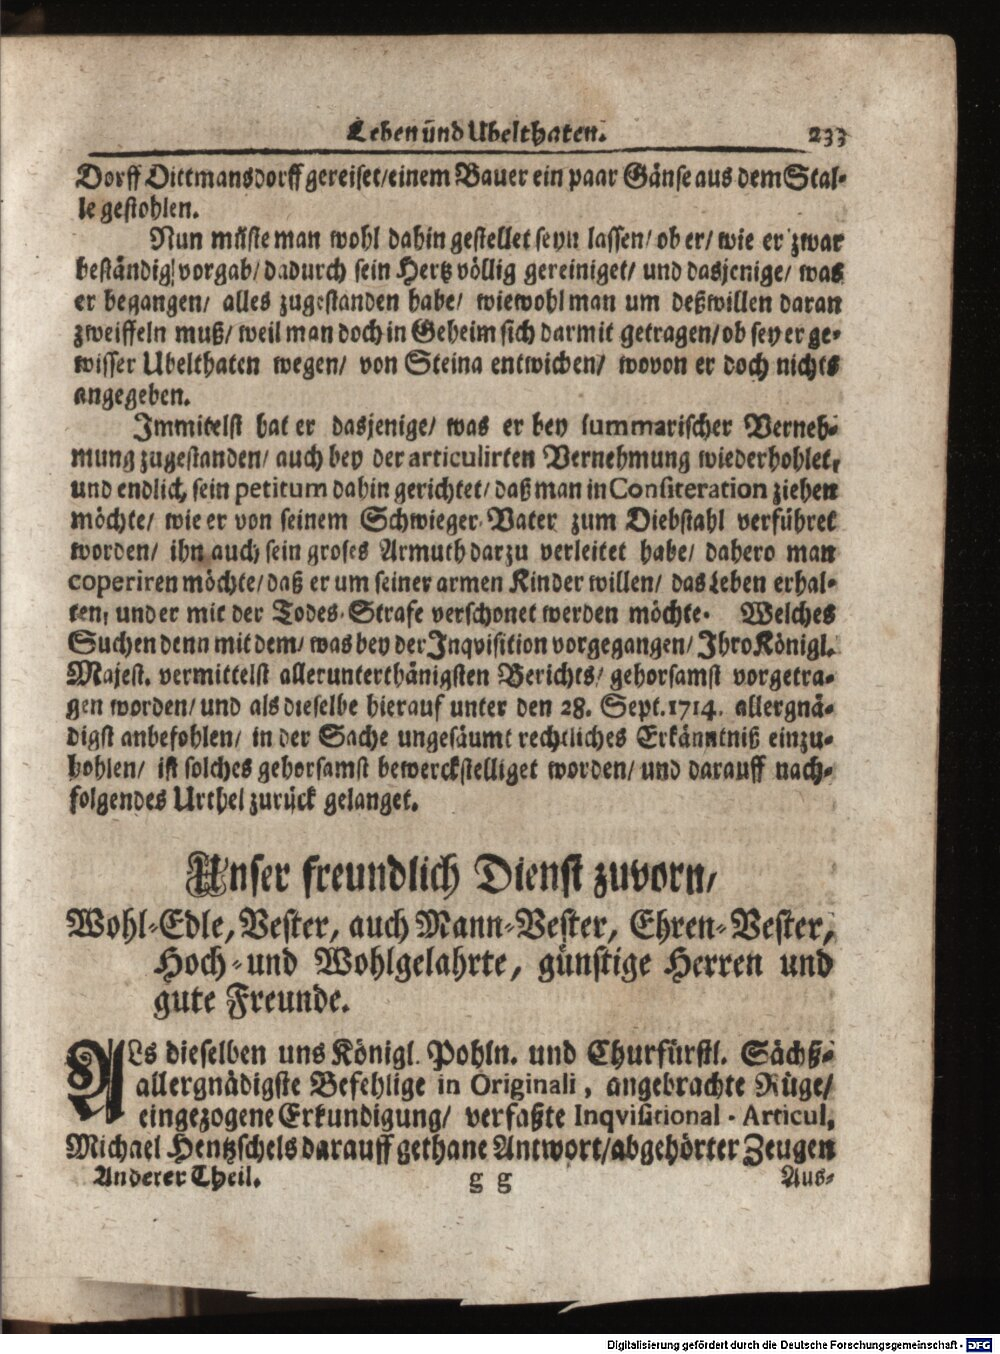 Leben und Ubelthaten. 233
Dorff Dittmansdorff gereiset/einem Bauer ein paar Gänse aus dem Stal-
le gestohlen.
Nun müste man wohl dahin gestellet seyn lassen/ ob er/ wie er zwar
beständig vorgab/ dadurch sein Hertz völlig gereiniget/ und dasjenige/ was
er begangen/ alles zugestanden habe/ wiewohl man um deßwillen daran
zweiffeln muß/ weil man doch in Geheim sich darmit getragen/ ob sey er ge-
wisser Ubelthaten wegen/ von Steina entwichen/ wovon er doch nichts
angegeben.
Immitelst hat er dasjenige/ was er bey summarischer Verneh-
mung zugestanden/ auch bey der articulirten Vernehmung wiederhohlet,
und endlich, sein petitum dahin gerichtet/ daß man in Consiteration ziehen
möchte/ wie er von seinem Schwieger-Vater zum Diebstahl verführet
worden/ ihn auch sein groses Armuth darzu verleitet habe/ dahero man
coperiren möchte/ daß er um seiner armen Kinder willen/ das Leben erhal-
ten, und er mit der Todes-Strafe verschonet werden möchte. Welches
Suchen denn mit dem/ was bey der Inqvisition vorgegangen/ Ihro Königl.
Majest. vermittelst allerunterthänigsten Berichts/ gehorsamst vorgetra-
gen worden/ und als dieselbe hierauf unter den 28. Sept. 1714. allergnä-
digst anbefohlen/ in der Sache ungesäumt rechtliches Erkänntniß einzu-
hohlen/ ist solches gehorsamst bewerckstelliget worden/ und darauff nach-
folgendes Urthel zurück gelanget.
Unser freundlich Dienst zuvorn/
Wohl-Edle, Vester, auch Mann-Vester, Ehren-Vester,
Hoch- und Wohlgelahrte, günstige Herren und
gute Freunde.
Als dieselben uns Königl. Pohln. und Churfürstl. Sächß-
allergnädigste Befehlige in Originali, angebrachte Rüge/
eingezogene Erkundigung/ verfaßte Inqvisitional-Articul,
Michael Hentzschels darauff gethane Antwort/abgehörter Zeugen
Anderer Theil. g g Aus-
Digitalisierung gefördert durch die Deutsche Forschungsgemeinschaft - DFG